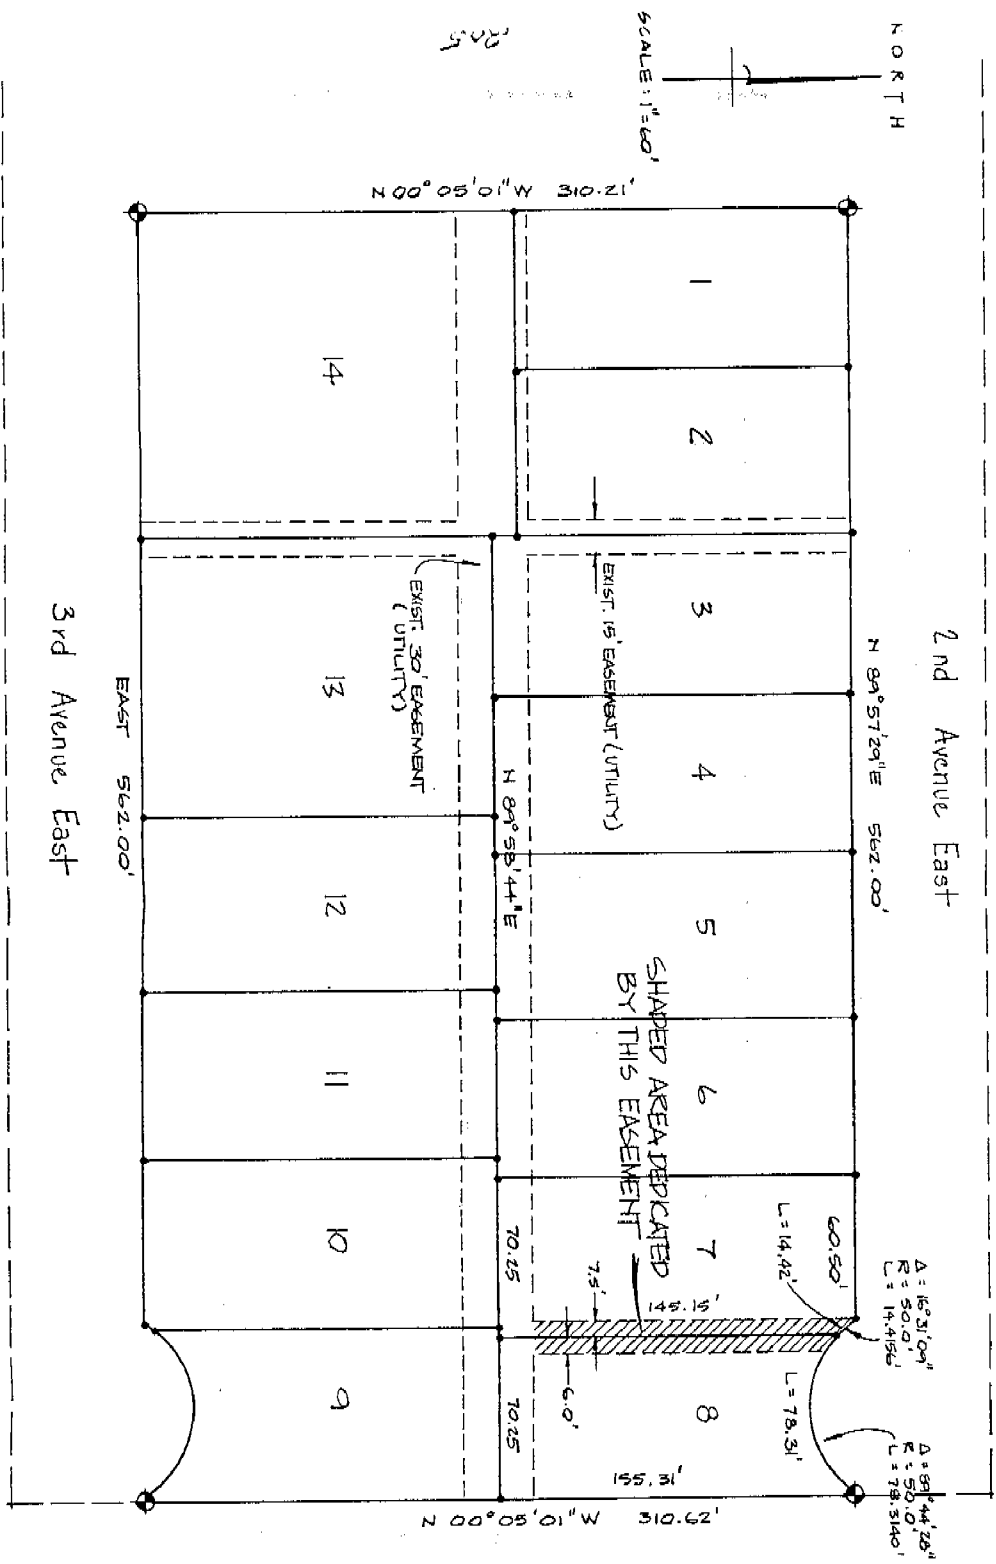 NORTH
SCALE: 1"=60'
N 00° 05' 01" W 310.21'
2nd Avenue East
N 89° 57' 29" E 562.00'
1
2
3
4
5
6
7
8
EXIST. 15' EASEMENT (UTILITY)
SHADED AREA DEDICATED
BY THIS EASEMENT
60.50'
L = 14.42'
Δ = 16° 31' 09"
R = 50.0'
L = 14.4156'
L = 78.31'
Δ = 89° 44' 28"
R = 50.0'
L = 78.3140'
145.15'
7.5'
6.0'
155.31'
70.25
70.25
N 89° 58' 44" E
EXIST. 30' EASEMENT
(UTILITY)
14
13
12
11
10
9
EAST 562.00'
3rd Avenue East
N 00° 05' 01" W 310.62'